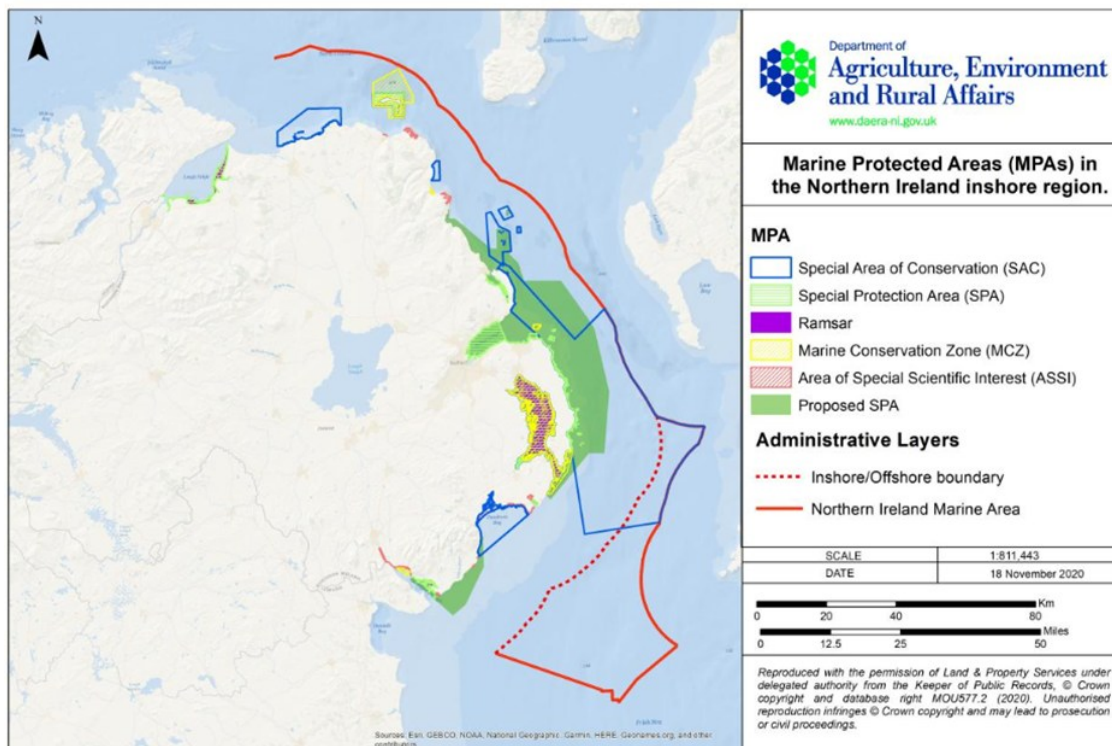 N
Department of
Agriculture, Environment
and Rural Affairs
www.daera-ni.gov.uk
Marine Protected Areas (MPAs) in
the Northern Ireland inshore region.
MPA
Special Area of Conservation (SAC)
Special Protection Area (SPA)
Ramsar
Marine Conservation Zone (MCZ)
Area of Special Scientific Interest (ASSI)
Proposed SPA
Administrative Layers
Inshore/Offshore boundary
Northern Ireland Marine Area
SCALE 1:811,443
DATE 18 November 2020
Km
0 20 40 80
Miles
0 12.5 25 50
Reproduced with the permission of Land & Property Services under
delegated authority from the Keeper of Public Records, © Crown
copyright and database right MOU577.2 (2020). Unauthorised
reproduction infringes © Crown copyright and may lead to prosecution
or civil proceedings.
Sources: Esri, GEBCO, NOAA, National Geographic, Garmin, HERE, Geonames.org, and other
contributors